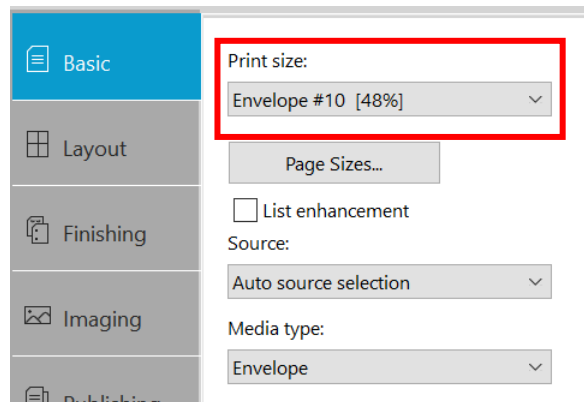 Basic
Layout
Finishing
Imaging
Publishing
Print size:
Envelope #10 [48%]
Page Sizes...
List enhancement
Source:
Auto source selection
Media type:
Envelope